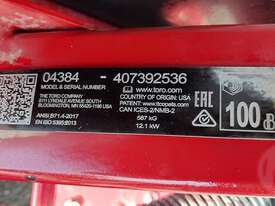 04384 - 407392536
MODEL & SERIAL NUMBER
www.toro.com
COUNTRY OF ORIGIN: USA
THE TORO COMPANY
8111 LYNDALE AVENUE SOUTH
BLOOMINGTON, MN 55420-1196 USA
PATENT: www.ttcopats.com
CAN ICES-2/NMB-2
ANSI B71.4-2017
EN ISO 5395:2013
587 kg
12.1 kW
EAC
100